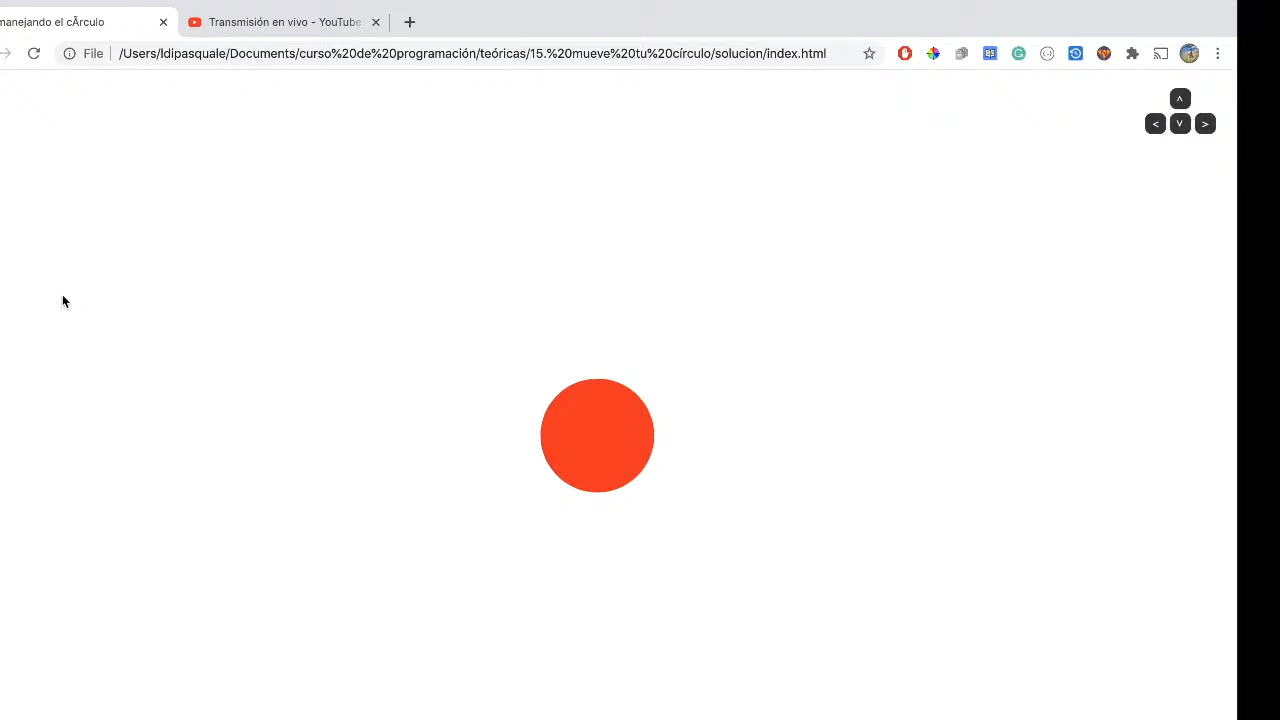 manejando el cÃrculo
Transmisión en vivo - YouTube
File
/Users/ldipasquale/Documents/curso%20de%20programación/teóricas/15.%20mueve%20tu%20círculo/solucion/index.html
^
< v >